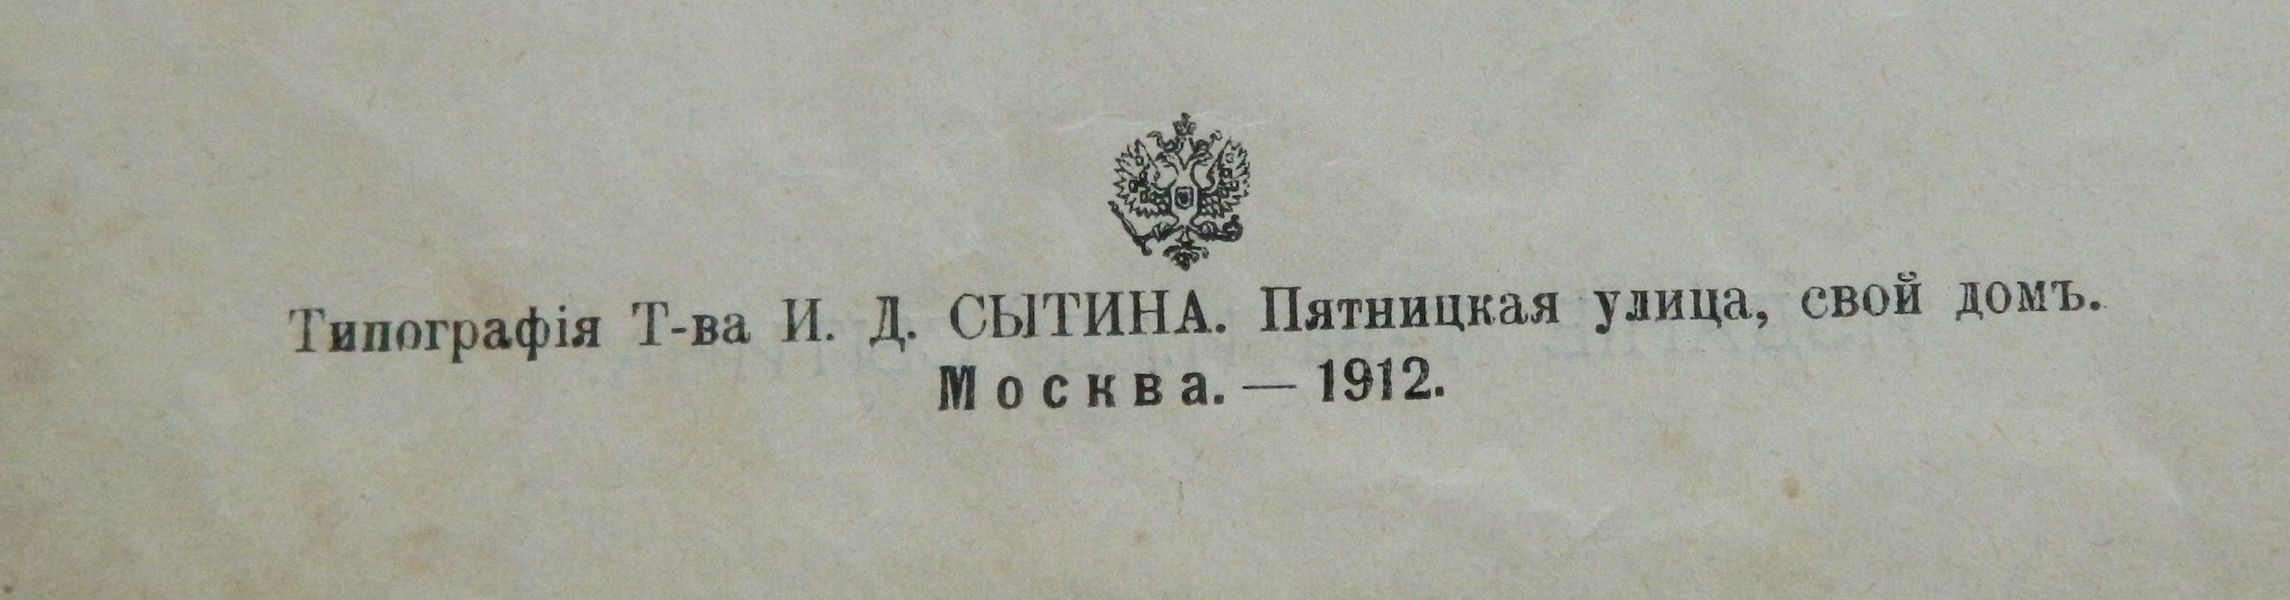 Типографія Т-ва И. Д. СЫТИНА. Пятницкая улица, свой домъ.
Москва. — 1912.